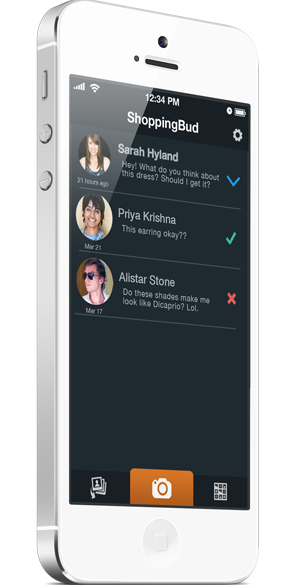 12:34 PM
ShoppingBud
Sarah Hyland
Hey! What do you think about
this dress? Should I get it?
21 hours ago
Priya Krishna
This earring okay??
Mar 21
Alistar Stone
Do these shades make me
look like Dicaprio? Lol.
Mar 17